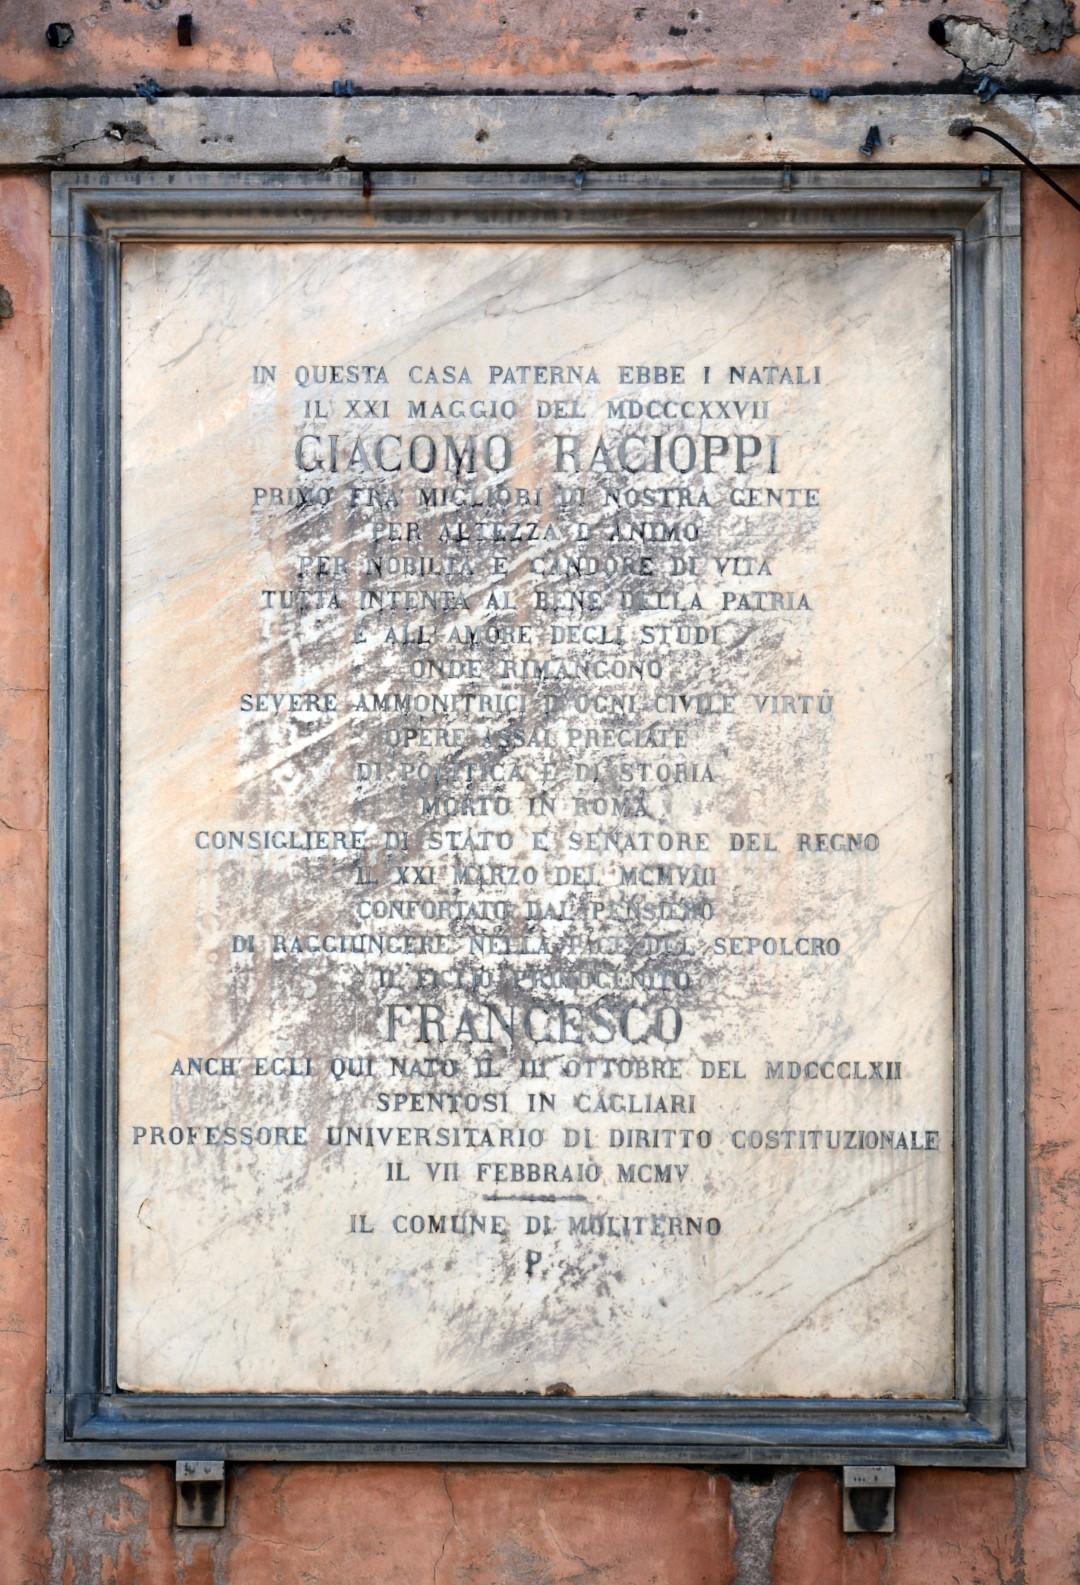 IN QUESTA CASA PATERNA EBBE I NATALI
IL XXI MAGGIO DEL MDCCCXXVII
GIACOMO RACIOPPI
PRIMO FRA' MIGLIORI DI NOSTRA GENTE
PER ALTEZZA D'ANIMO
PER NOBILTA E CANDORE DI VITA
TUTTA INTENTA AL BENE DELLA PATRIA
E ALL'AMORE DEGLI STUDI
ONDE RIMANGONO
SEVERE AMMONITRICI D'OGNI CIVILE VIRTÙ
OPERE ASSAI PREGIATE
DI POLITICA E DI STORIA
MORTO IN ROMA
CONSIGLIERE DI STATO E SENATORE DEL REGNO
IL XXI MARZO DEL MCMVIII
CONFORTATO DAL PENSIERO
DI RAGGIUNGERE NELLA PACE DEL SEPOLCRO
IL FIGLIO PRIMOGENITO
FRANCESCO
ANCH'EGLI QUI NATO IL III OTTOBRE DEL MDCCCLXII
SPENTOSI IN CAGLIARI
PROFESSORE UNIVERSITARIO DI DIRITTO COSTITUZIONALE
IL VII FEBBRAIO MCMV
IL COMUNE DI MOLITERNO
P.